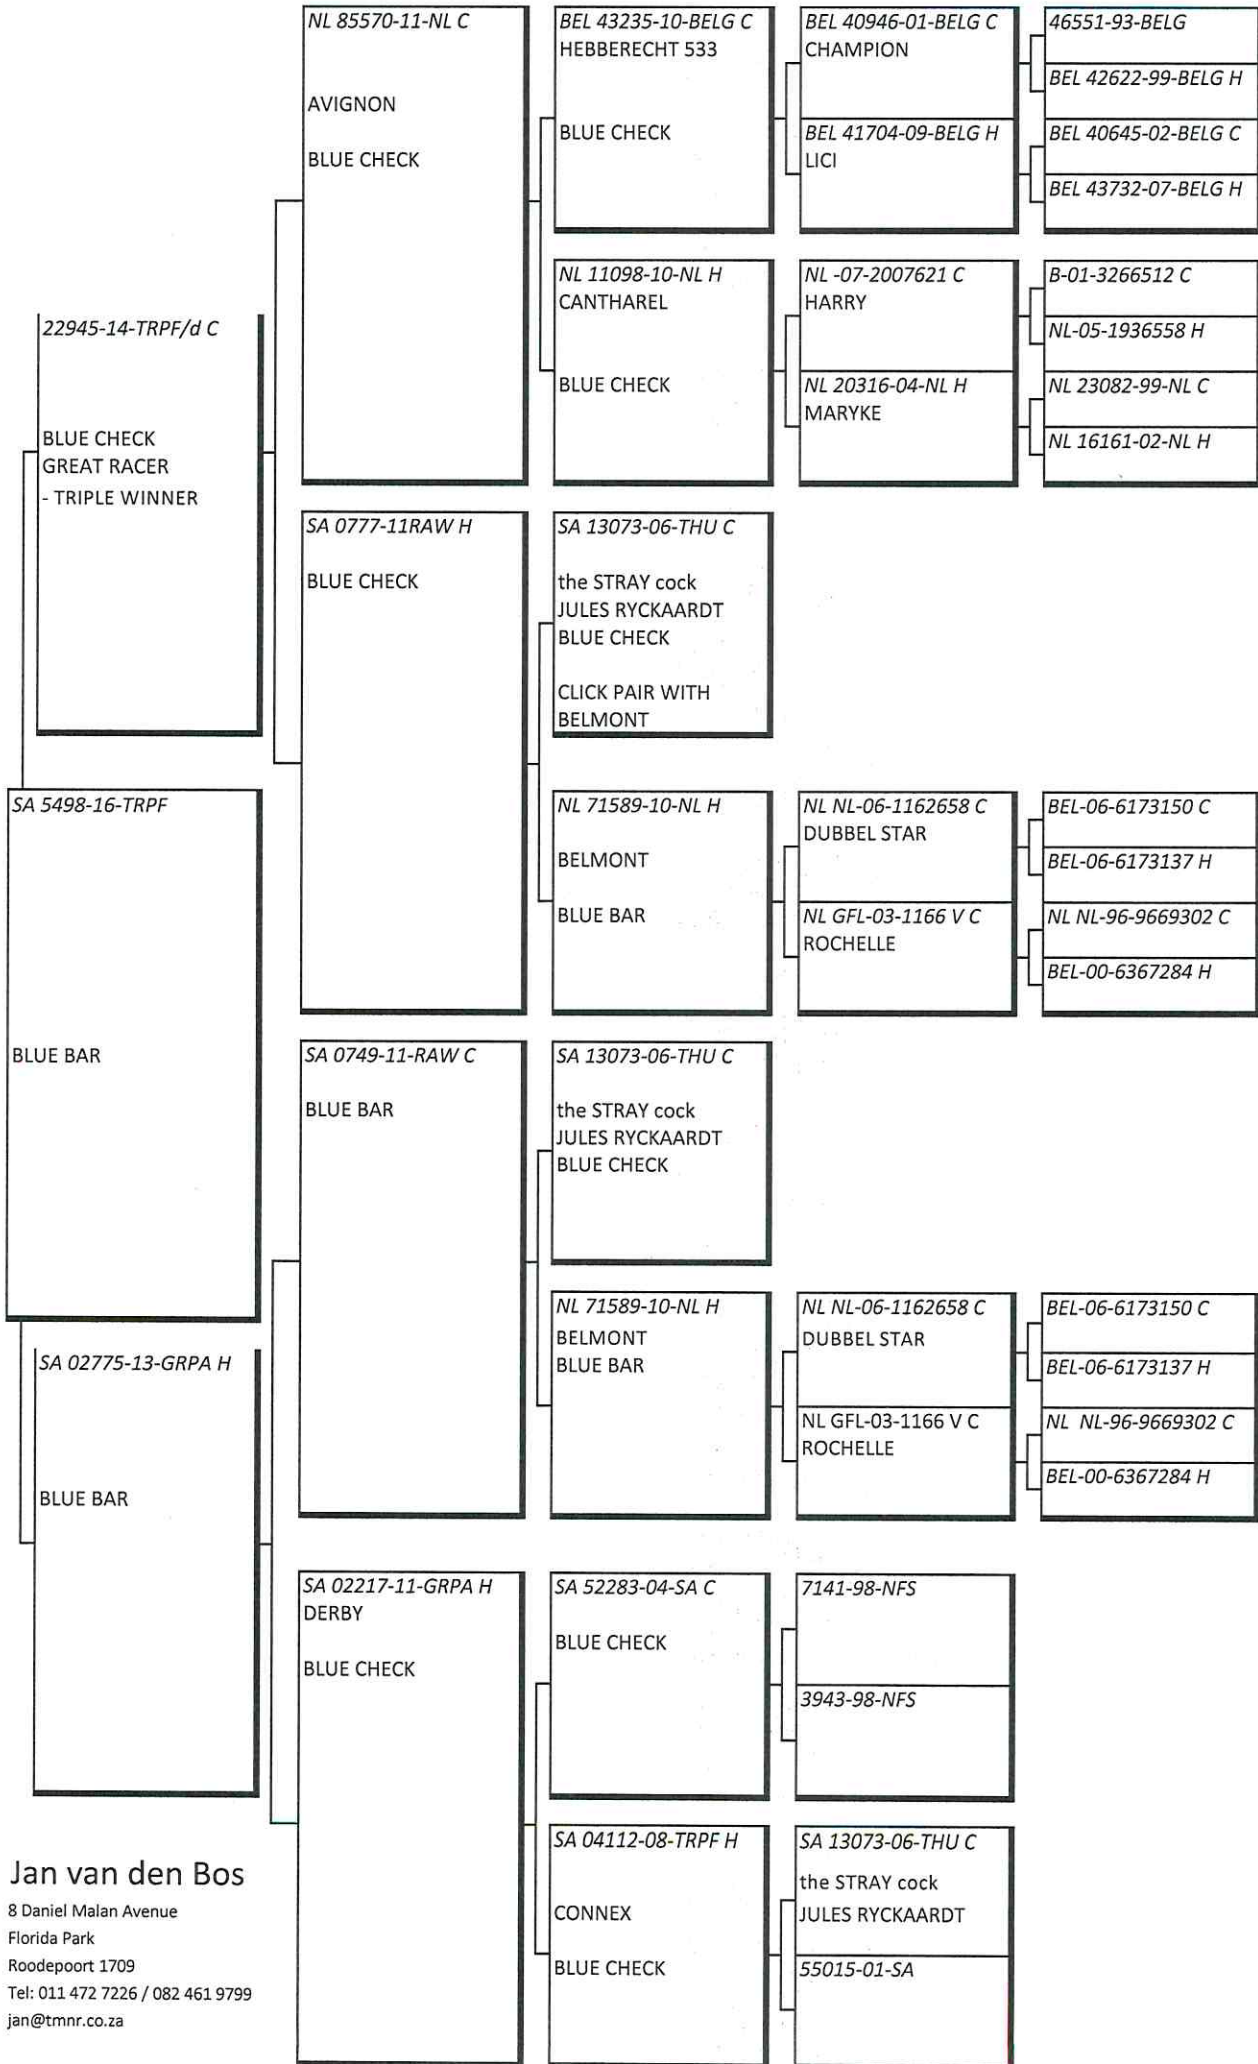 NL 85570-11-NL C
AVIGNON
BLUE CHECK
BEL 43235-10-BELG C
HEBBERECHT 533
BLUE CHECK
BEL 40946-01-BELG C
CHAMPION
BEL 41704-09-BELG H
LICI
46551-93-BELG
BEL 42622-99-BELG H
BEL 40645-02-BELG C
BEL 43732-07-BELG H
NL 11098-10-NL H
CANTHAREL
BLUE CHECK
NL -07-2007621 C
HARRY
NL 20316-04-NL H
MARYKE
B-01-3266512 C
NL-05-1936558 H
NL 23082-99-NL C
NL 16161-02-NL H
22945-14-TRPF/d C
BLUE CHECK
GREAT RACER
- TRIPLE WINNER
SA 0777-11RAW H
BLUE CHECK
SA 13073-06-THU C
the STRAY cock
JULES RYCKAARDT
BLUE CHECK
CLICK PAIR WITH
BELMONT
NL 71589-10-NL H
BELMONT
BLUE BAR
NL NL-06-1162658 C
DUBBEL STAR
NL GFL-03-1166 V C
ROCHELLE
BEL-06-6173150 C
BEL-06-6173137 H
NL NL-96-9669302 C
BEL-00-6367284 H
SA 5498-16-TRPF
BLUE BAR
SA 0749-11-RAW C
BLUE BAR
SA 13073-06-THU C
the STRAY cock
JULES RYCKAARDT
BLUE CHECK
NL 71589-10-NL H
BELMONT
BLUE BAR
NL NL-06-1162658 C
DUBBEL STAR
NL GFL-03-1166 V C
ROCHELLE
BEL-06-6173150 C
BEL-06-6173137 H
NL  NL-96-9669302 C
BEL-00-6367284 H
SA 02775-13-GRPA H
BLUE BAR
SA 02217-11-GRPA H
DERBY
BLUE CHECK
SA 52283-04-SA C
BLUE CHECK
7141-98-NFS
3943-98-NFS
SA 04112-08-TRPF H
CONNEX
BLUE CHECK
SA 13073-06-THU C
the STRAY cock
JULES RYCKAARDT
55015-01-SA
Jan van den Bos
8 Daniel Malan Avenue
Florida Park
Roodepoort 1709
Tel: 011 472 7226 / 082 461 9799
jan@tmnr.co.za